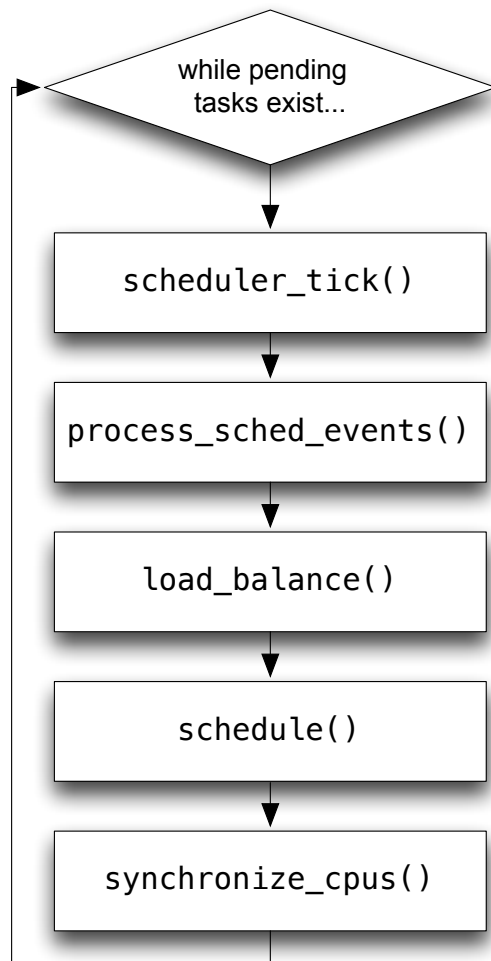 while pending
tasks exist...
scheduler_tick()
process_sched_events()
load_balance()
schedule()
synchronize_cpus()